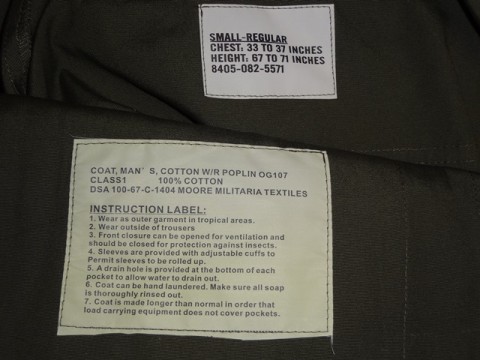 SMALL-REGULAR
CHEST: 33 TO 37 INCHES
HEIGHT: 67 TO 71 INCHES
8405-082-5571
COAT, MAN' S, COTTON W/R POPLIN OG107
CLASS1 100% COTTON
DSA 100-67-C-1404 MOORE MILITARIA TEXTILES
INSTRUCTION LABEL:
1. Wear as outer garment in tropical areas.
2. Wear outside of trousers
3. Front closure can be opened for ventilation and
should be closed for protection against insects.
4. Sleeves are provided with adjustable cuffs to
Permit sleeves to be rolled up.
5. A drain hole is provided at the bottom of each
pocket to allow water to drain out.
6. Coat can be hand laundered. Make sure all soap
is thoroughly rinsed out.
7. Coat is made longer than normal in order that
load carrying equipment does not cover pockets.